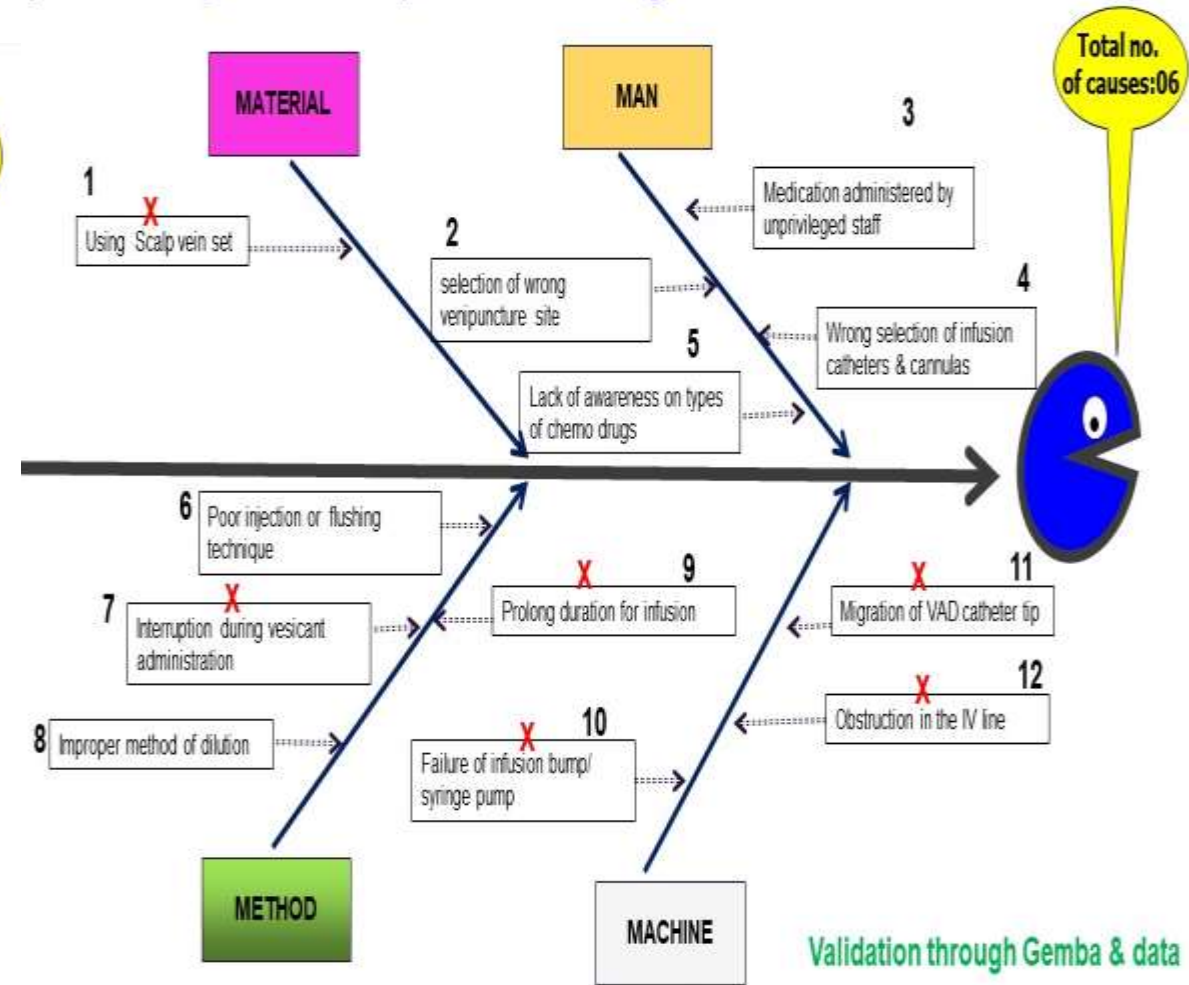 Total no.
of causes:06
MATERIAL
MAN
3
1
X
Using Scalp vein set
Medication administered by
unprivileged staff
2
selection of wrong
venipuncture site
4
Wrong selection of infusion
catheters & cannulas
5
Lack of awareness on types
of chemo drugs
6
Poor injection or flushing
technique
7
X
Interruption during vesicant
administration
X
9
Prolong duration for infusion
X
11
Migration of VAD catheter tip
8
Improper method of dilution
X
10
Failure of infusion bump/
syringe pump
X
12
Obstruction in the IV line
METHOD
MACHINE
Validation through Gemba & data